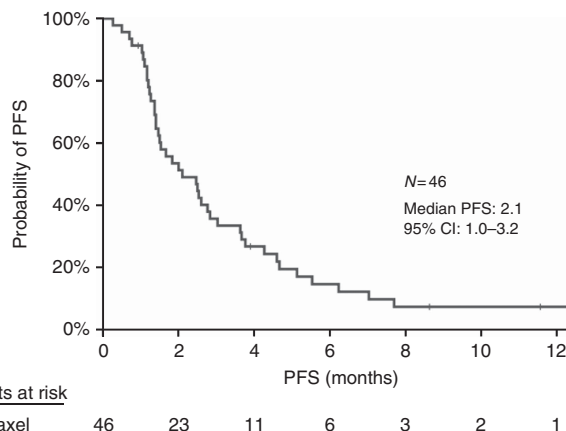 100%
80%
60%
40%
20%
0%
Probability of PFS
N=46
Median PFS: 2.1
95% CI: 1.0–3.2
0 2 4 6 8 10 12
PFS (months)
ts at risk
axel 46 23 11 6 3 2 1